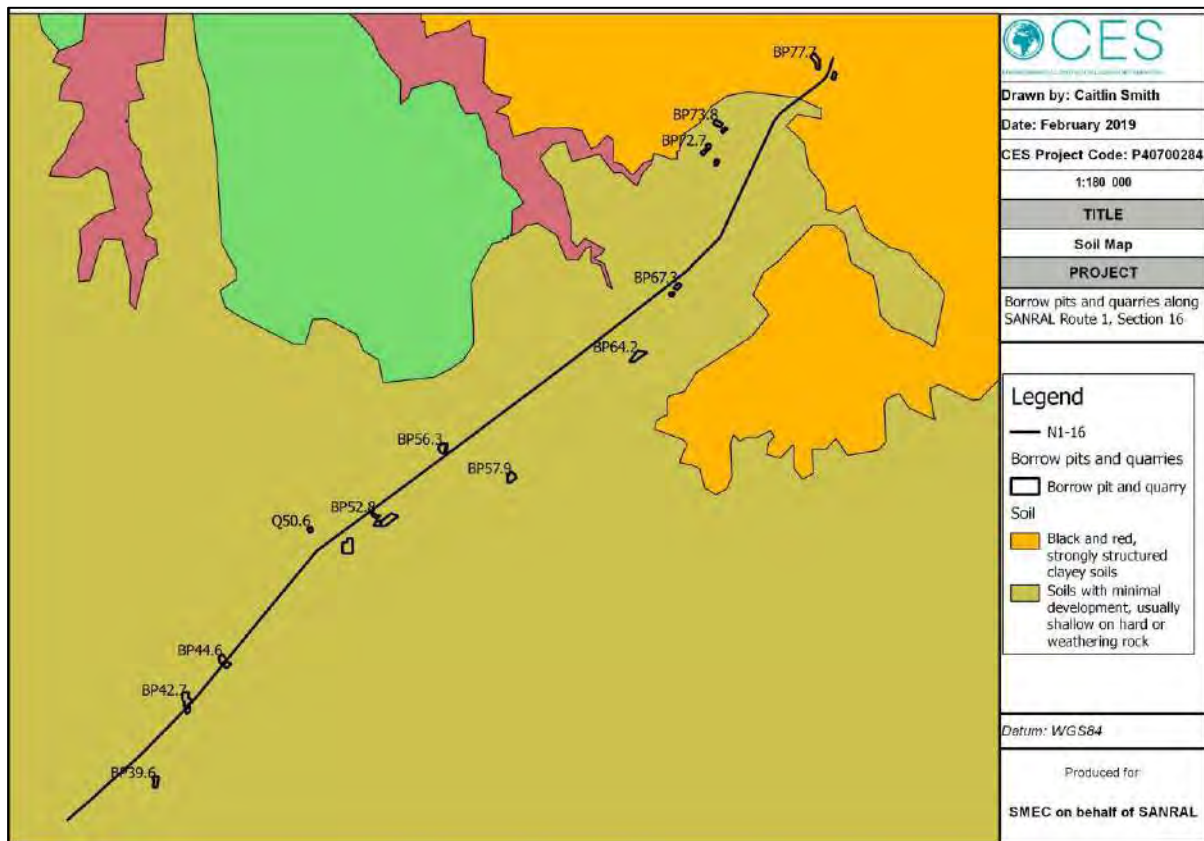 BP77.7
BP73.8
BP72.7
BP67.3
BP64.2
BP56.3
BP57.9
BP52.8
Q50.6
BP44.6
BP42.7
BP39.6
CES
Drawn by: Caitlin Smith
Date: February 2019
CES Project Code: P40700284
1:180 000
TITLE
Soil Map
PROJECT
Borrow pits and quarries along
SANRAL Route 1, Section 16
Legend
N1-16
Borrow pits and quarries
Borrow pit and quarry
Soil
Black and red,
strongly structured
clayey soils
Soils with minimal
development, usually
shallow on hard or
weathering rock
Datum: WGS84
Produced for
SMEC on behalf of SANRAL